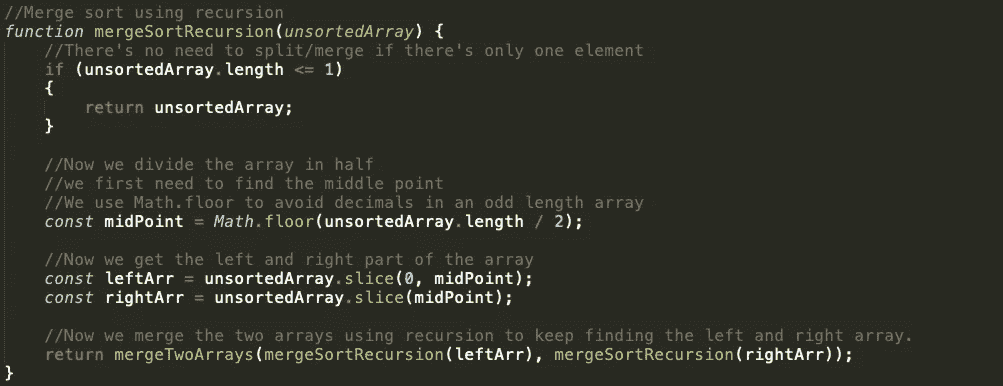 //Merge sort using recursion
function mergeSortRecursion(unsortedArray) {
//There's no need to split/merge if there's only one element
if (unsortedArray.length <= 1)
{
return unsortedArray;
}
//Now we divide the array in half
//we first need to find the middle point
//We use Math.floor to avoid decimals in an odd length array
const midPoint = Math.floor(unsortedArray.length / 2);
//Now we get the left and right part of the array
const leftArr = unsortedArray.slice(0, midPoint);
const rightArr = unsortedArray.slice(midPoint);
//Now we merge the two arrays using recursion to keep finding the left and right array.
return mergeTwoArrays(mergeSortRecursion(leftArr), mergeSortRecursion(rightArr));
}